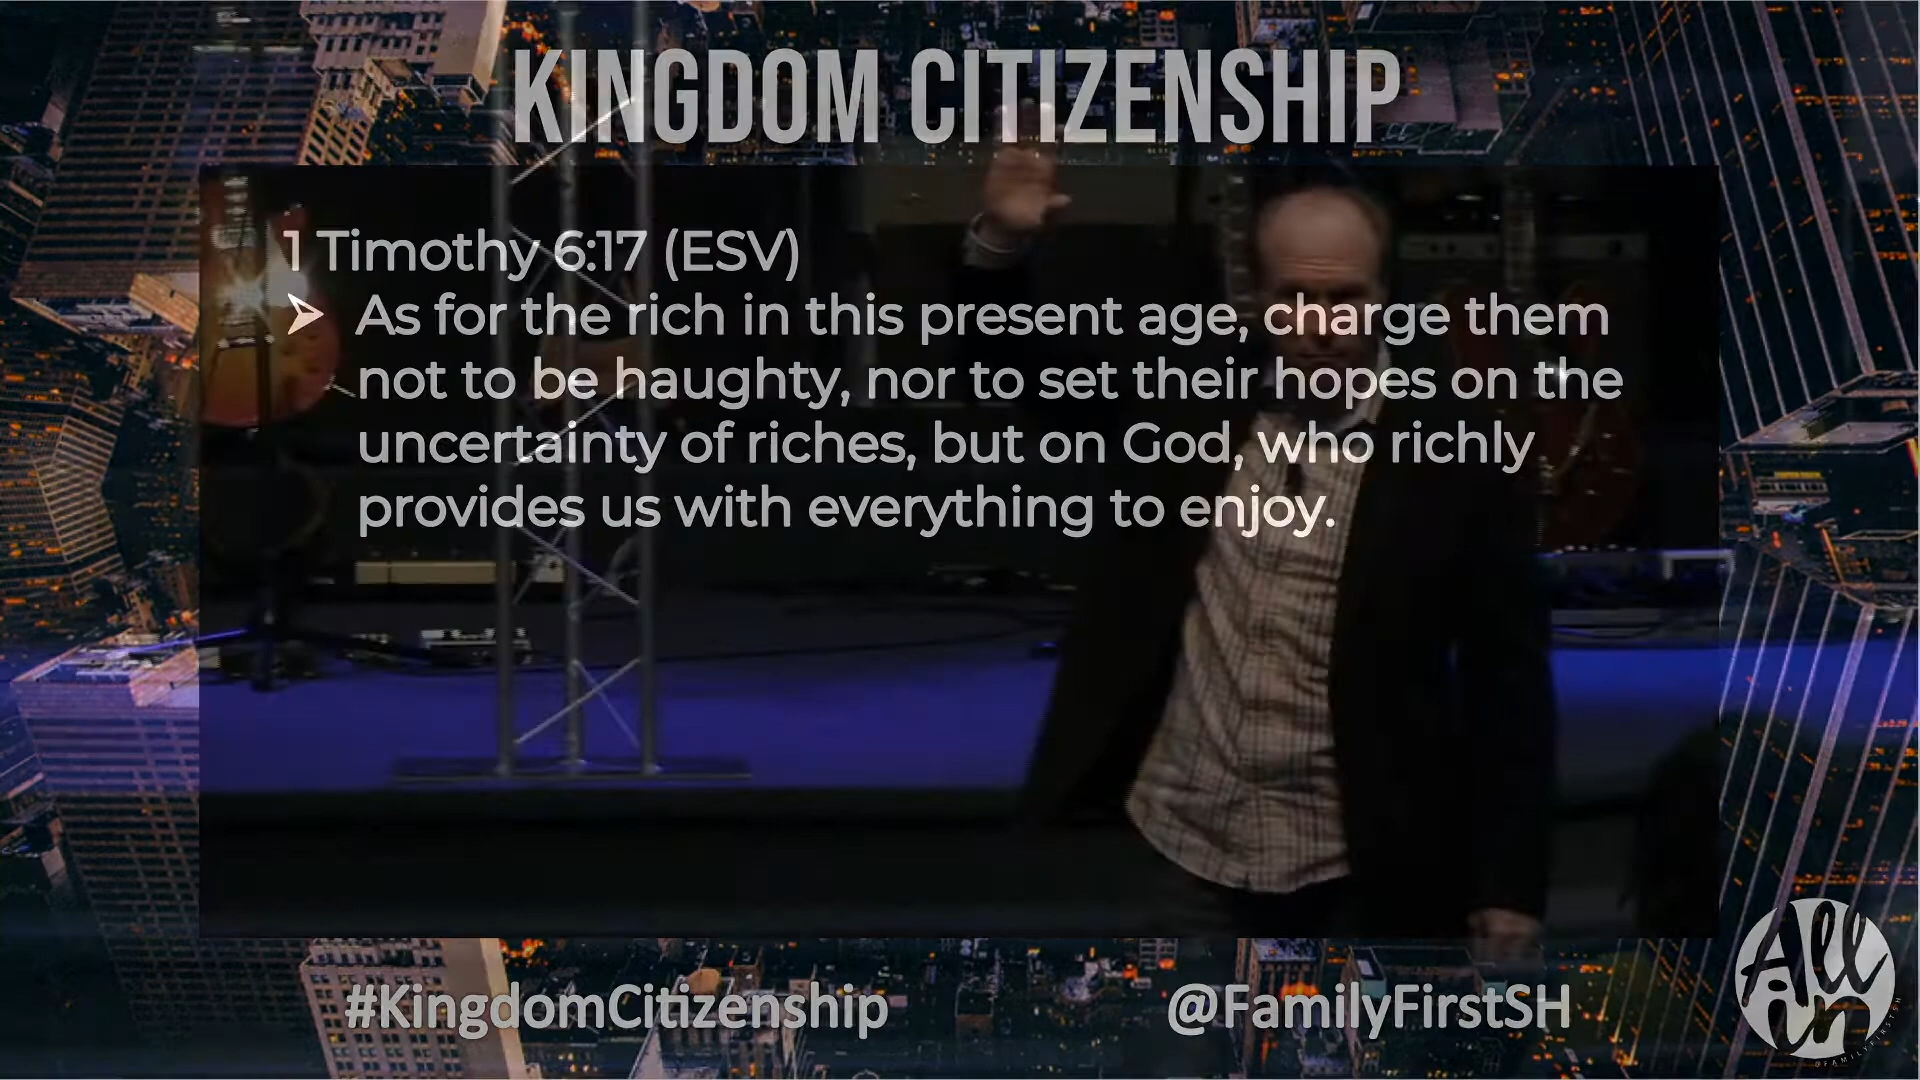 KINGDOM CITIZENSHIP
1 Timothy 6:17 (ESV)
➢ As for the rich in this present age, charge them
not to be haughty, nor to set their hopes on the
uncertainty of riches, but on God, who richly
provides us with everything to enjoy.
#KingdomCitizenship
@FamilyFirstSH
All
in
@FAMILYFIRSTSH